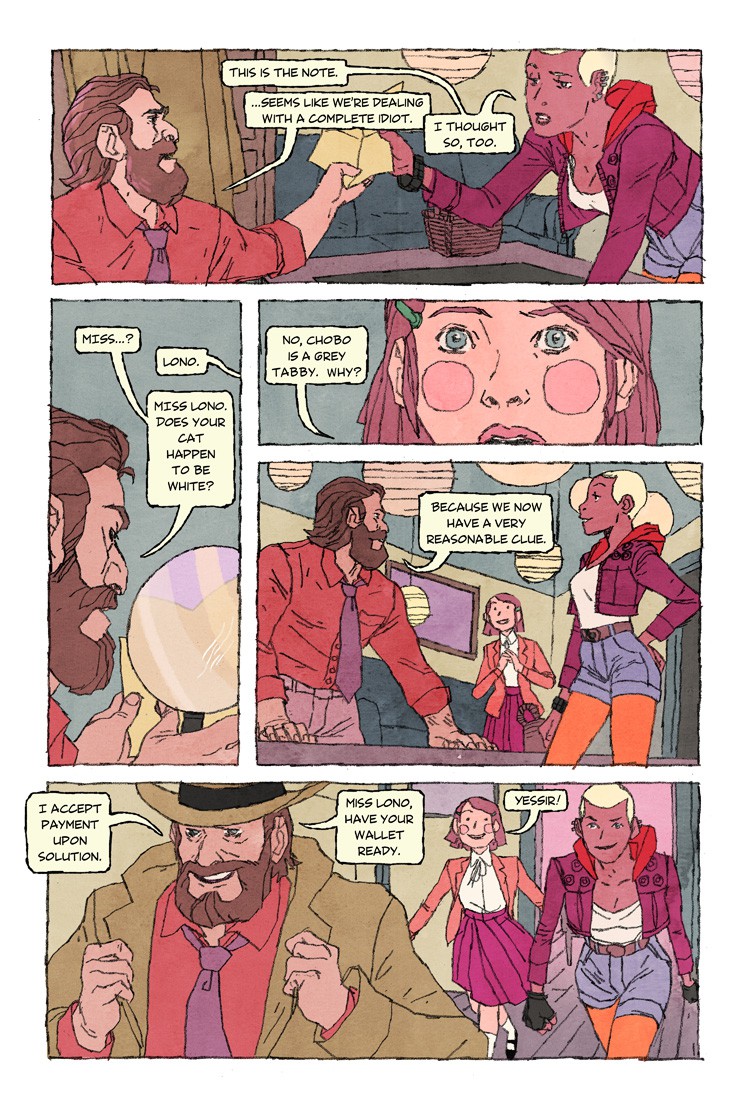 THIS IS THE NOTE.
...SEEMS LIKE WE'RE DEALING
WITH A COMPLETE IDIOT.
I THOUGHT
SO, TOO.
MISS...?
LONO.
MISS LONO.
DOES YOUR
CAT
HAPPEN
TO BE
WHITE?
NO, CHOBO
IS A GREY
TABBY. WHY?
BECAUSE WE NOW
HAVE A VERY
REASONABLE CLUE.
I ACCEPT
PAYMENT
UPON
SOLUTION.
MISS LONO,
HAVE YOUR
WALLET
READY.
YESSIR!